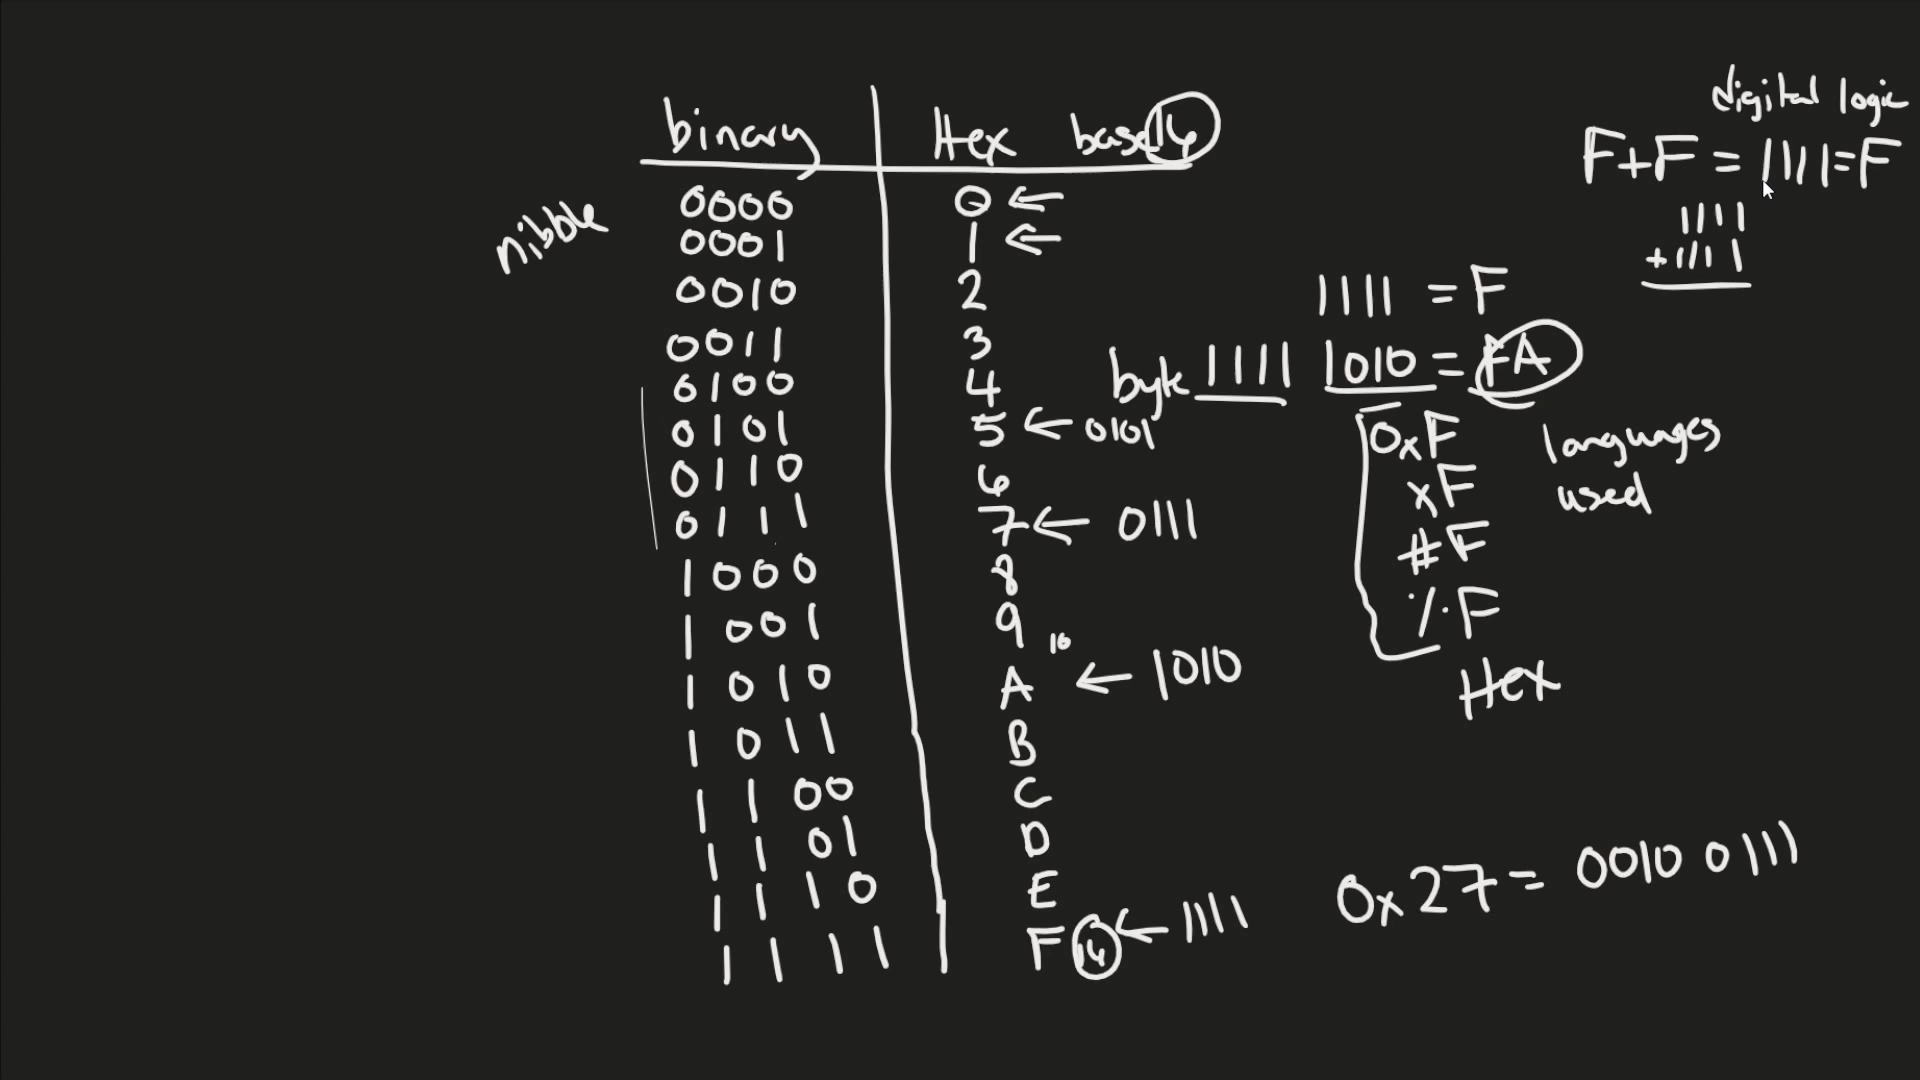 digital logic
binary Hex base 16
F+F = 1111=F
nibble
0000 0 ←
1111
+1111
0001 1 ←
0010 2
1111 = F
0011 3
byte 1111 1010 = FA
0100 4
0101 5 ← 0101
0xF
languages
used
0110 6
xF
0111 7 ← 0111
#F
1000 8
1001 9
%F
1010 A 10 ← 1010
Hex
1011 B
1100 C
1101 D
1110 E
0x27 = 0010 0111
1111 F 16 ← 1111